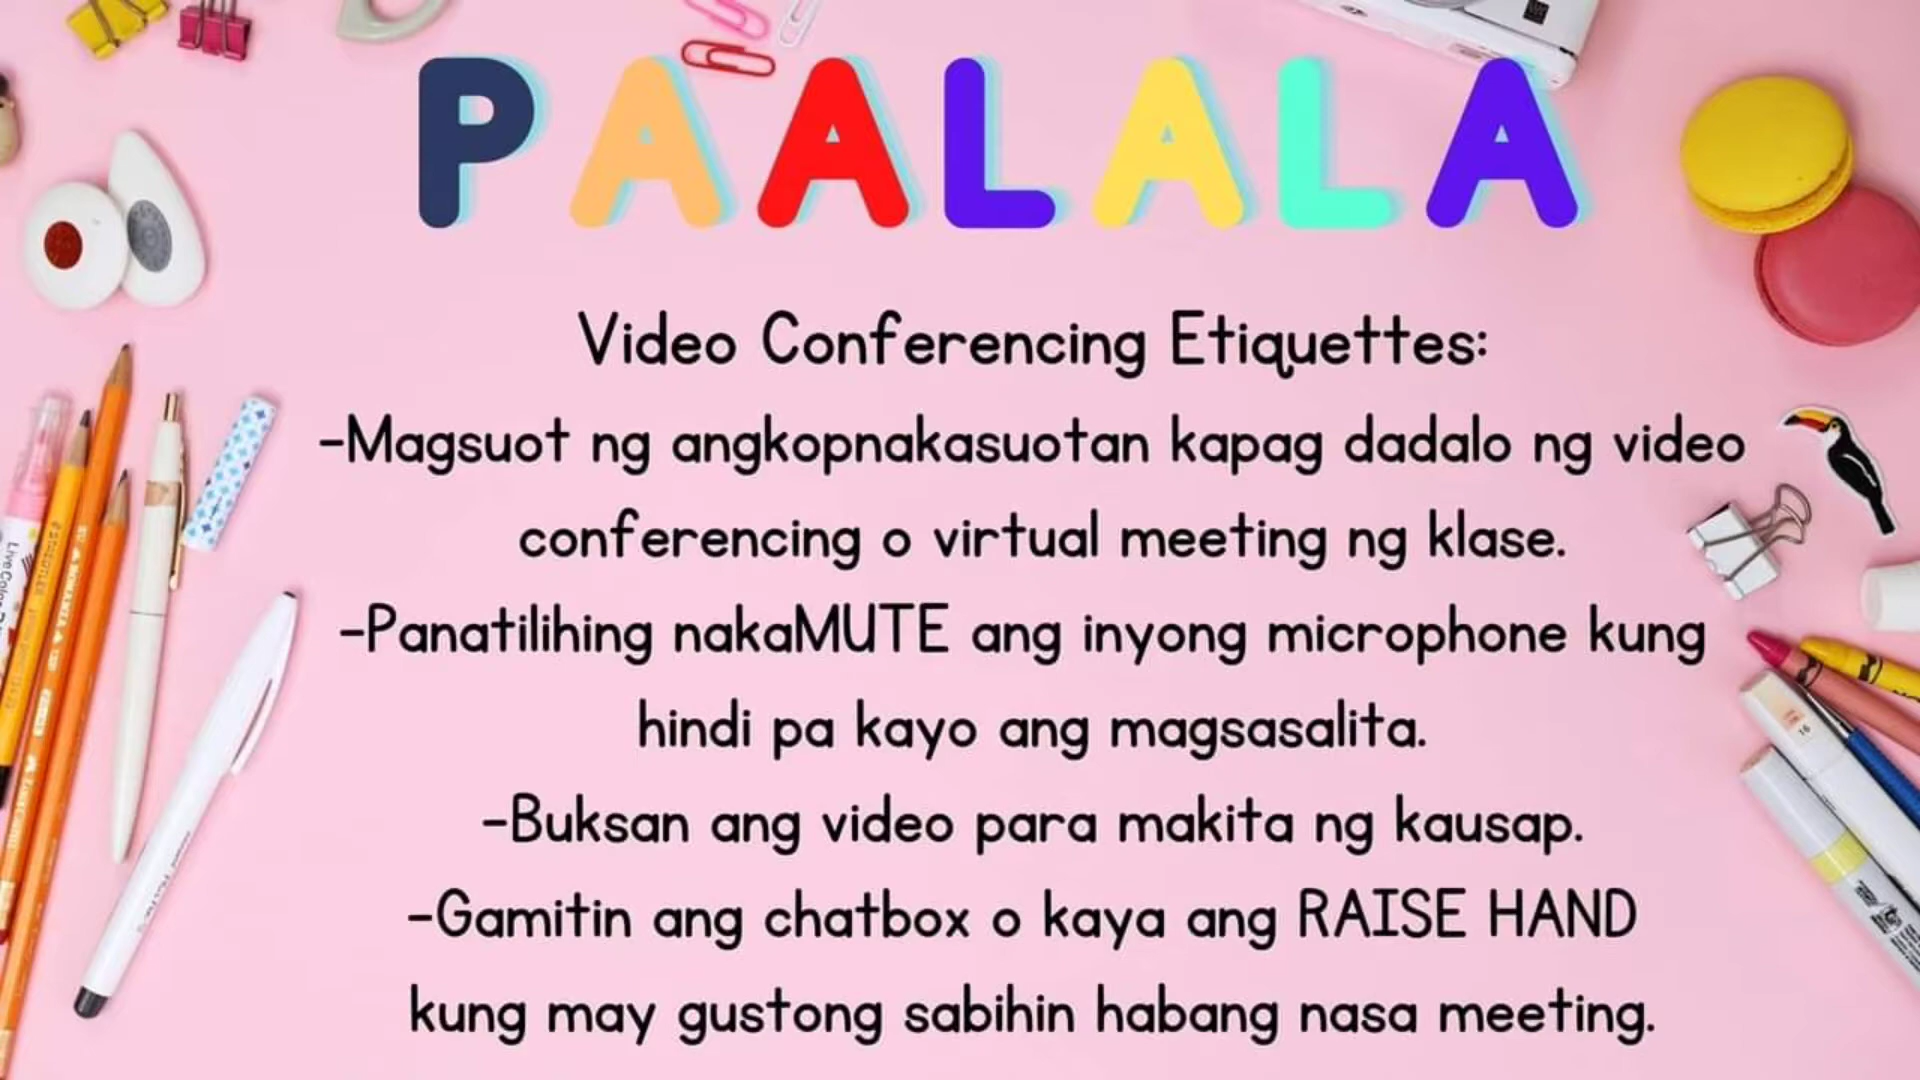 PAALALA
Video Conferencing Etiquettes:
-Magsuot ng angkopnakasuotan kapag dadalo ng video
conferencing o virtual meeting ng klase.
-Panatilihing nakaMUTE ang inyong microphone kung
hindi pa kayo ang magsasalita.
-Buksan ang video para makita ng kausap.
-Gamitin ang chatbox o kaya ang RAISE HAND
kung may gustong sabihin habang nasa meeting.
16